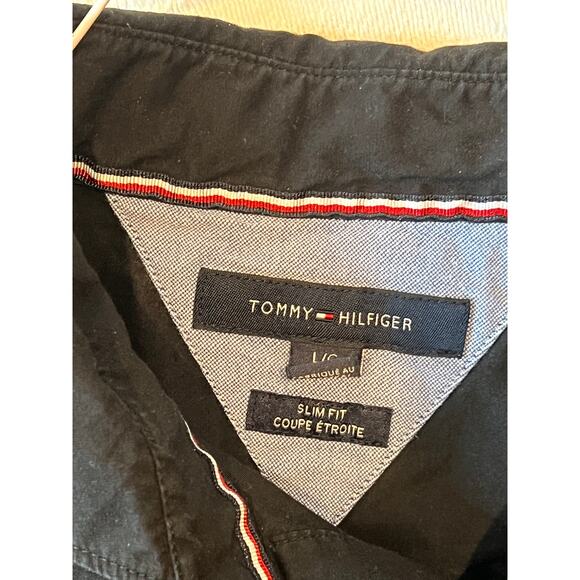 TOMMY HILFIGER
L/G
SLIM FIT
COUPE ÉTROITE